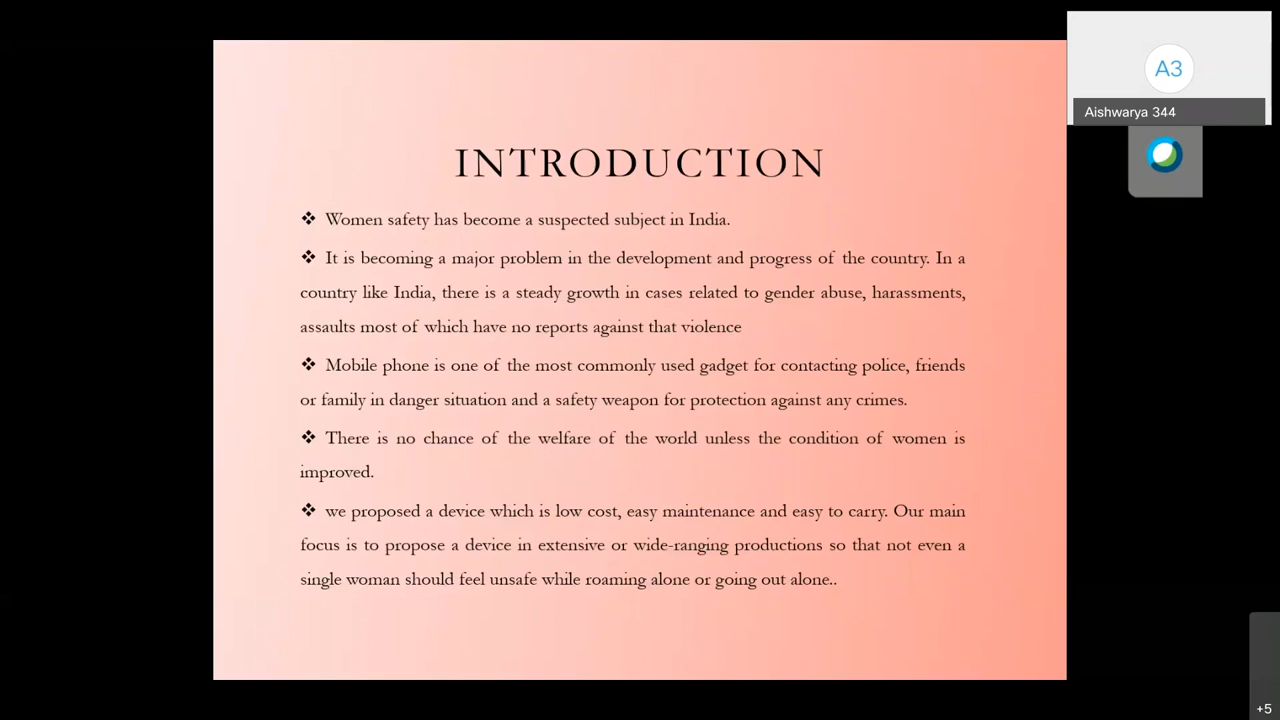 A3
Aishwarya 344
INTRODUCTION
❖ Women safety has become a suspected subject in India.
❖ It is becoming a major problem in the development and progress of the country. In a
country like India, there is a steady growth in cases related to gender abuse, harassments,
assaults most of which have no reports against that violence
❖ Mobile phone is one of the most commonly used gadget for contacting police, friends
or family in danger situation and a safety weapon for protection against any crimes.
❖ There is no chance of the welfare of the world unless the condition of women is
improved.
❖ we proposed a device which is low cost, easy maintenance and easy to carry. Our main
focus is to propose a device in extensive or wide-ranging productions so that not even a
single woman should feel unsafe while roaming alone or going out alone..
+5